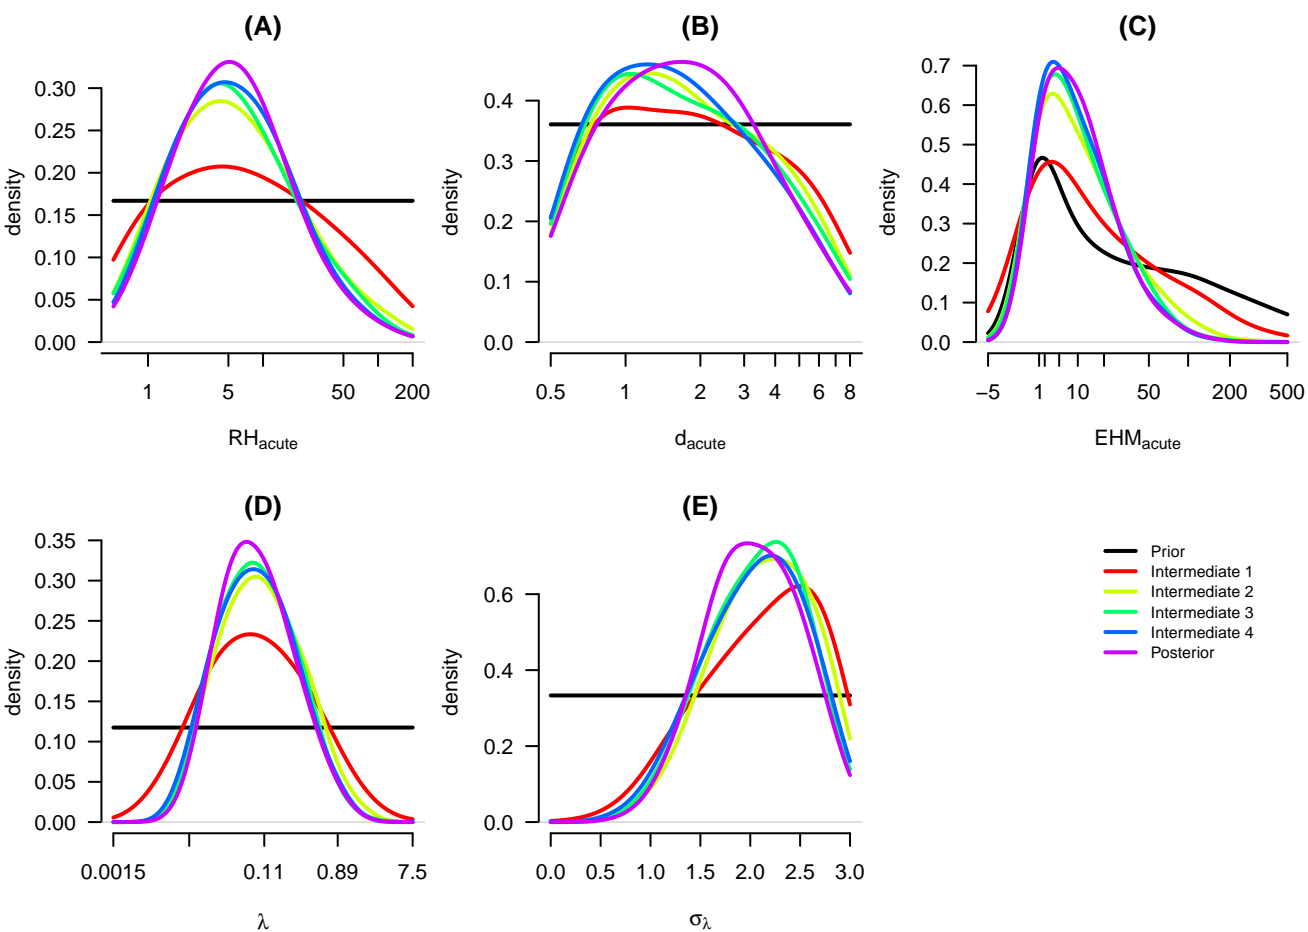 (A)
density
0.30
0.25
0.20
0.15
0.10
0.05
0.00
1 5 50 200
RHacute
(B)
density
0.4
0.3
0.2
0.1
0.0
0.5 1 2 3 4 6 8
dacute
(C)
density
0.7
0.6
0.5
0.4
0.3
0.2
0.1
0.0
−5 1 10 50 200 500
EHMacute
(D)
density
0.35
0.30
0.25
0.20
0.15
0.10
0.05
0.00
0.0015 0.11 0.89 7.5
λ
(E)
density
0.6
0.4
0.2
0.0
0.0 0.5 1.0 1.5 2.0 2.5 3.0
σλ
Prior
Intermediate 1
Intermediate 2
Intermediate 3
Intermediate 4
Posterior